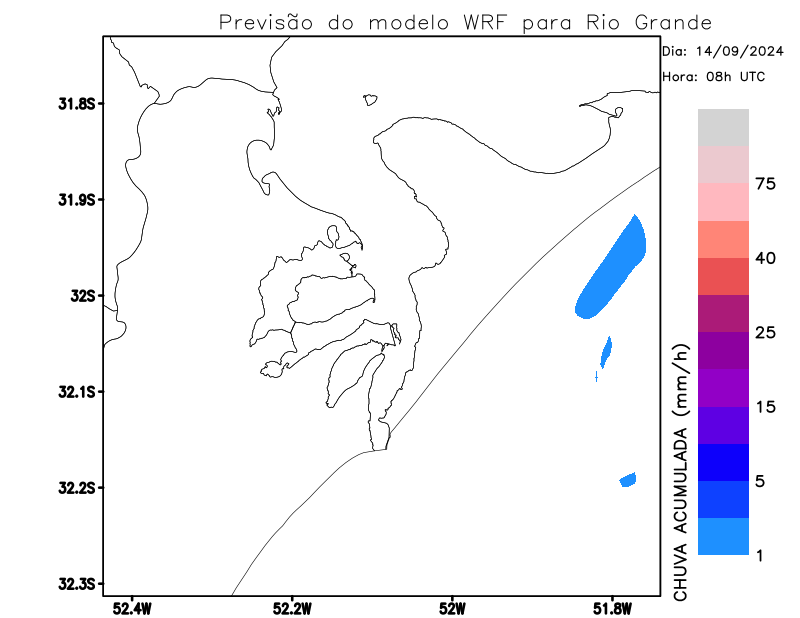 Previsão do modelo WRF para Rio Grande
Dia: 14/09/2024
Hora: 08h UTC
31.8S
31.9S
32S
32.1S
32.2S
32.3S
52.4W
52.2W
52W
51.8W
75
40
25
15
5
1
CHUVA ACUMULADA (mm/h)